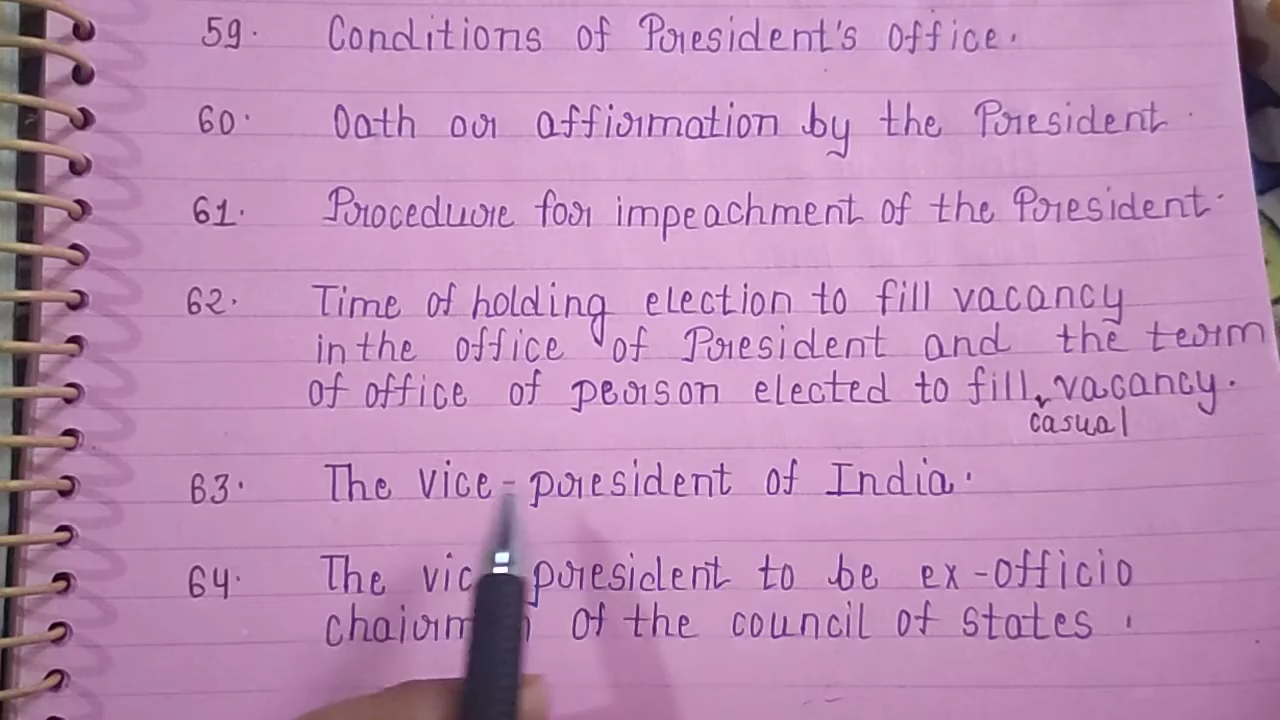 59. Conditions of President's office.
60. Oath or affirmation by the President.
61. Procedure for impeachment of the President.
62. Time of holding election to fill vacancy
in the office of President and the term
of office of person elected to fill vacancy.
casual
63. The vice-president of India.
64. The president to be ex-officio
of the council of states.